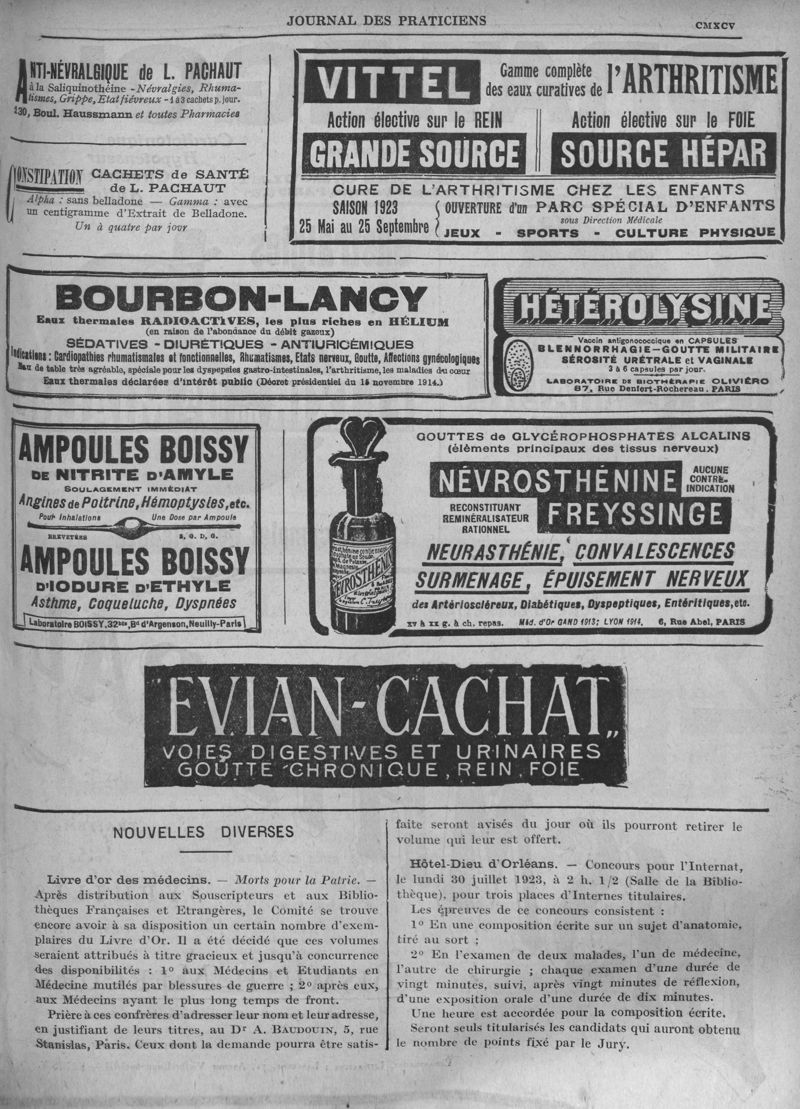 JOURNAL DES PRATICIENS
CMXCV
ANTI-NÉVRALGIQUE de L. PACHAUT
à la Saliquinothéine - Névralgies, Rhuma-
tismes, Grippe, Etat fiévreux - 1 à 3 cachets p. jour.
130, Boul. Haussmann et toutes Pharmacies
CONSTIPATION CACHETS DE SANTÉ
de L. PACHAUT
Alpha : sans belladone — Gamma : avec
un centigramme d'Extrait de Belladone.
Un à quatre par jour
VITTEL
Gamme complète
des eaux curatives de l'ARTHRITISME
Action élective sur le REIN
GRANDE SOURCE
Action élective sur le FOIE
SOURCE HÉPAR
CURE DE L'ARTHRITISME CHEZ LES ENFANTS
SAISON 1923
25 Mai au 25 Septembre
OUVERTURE d'un PARC SPÉCIAL D'ENFANTS
sous Direction Médicale
JEUX - SPORTS - CULTURE PHYSIQUE
BOURBON-LANCY
Eaux thermales RADIOACTIVES, les plus riches en HÉLIUM
(en raison de l'abondance du débit gazeux)
SÉDATIVES - DIURÉTIQUES - ANTIURICÉMIQUES
Indications : Cardiopathies rhumatismales et fonctionnelles, Rhumatismes, Etats nerveux, Goutte, Affections gynécologiques
Eau de table très agréable, spéciale pour les dyspepsies gastro-intestinales, l'arthritisme, les maladies du cœur
Eaux thermales déclarées d'intérêt public (Décret présidentiel du 15 novembre 1914.)
HÉTÉROLYSINE
Vaccin antigonococcique en CAPSULES
BLENNORRHAGIE-GOUTTE MILITAIRE
SÉROSITÉ URÉTRALE et VAGINALE
3 à 6 capsules par jour.
LABORATOIRE DE BIOTHÉRAPIE OLIVIÉRO
87, Rue Denfert-Rochereau. PARIS
AMPOULES BOISSY
DE NITRITE D'AMYLE
SOULAGEMENT IMMÉDIAT
Angines de Poitrine, Hémoptysies, etc.
Pour Inhalations Une Dose par Ampoule
BREVETÉES S. G. D. G.
AMPOULES BOISSY
D'IODURE D'ETHYLE
Asthme, Coqueluche, Dyspnées
Laboratoire BOISSY, 32bis, Bd d'Argenson, Neuilly-Paris
GOUTTES de GLYCÉROPHOSPHATES ALCALINS
(éléments principaux des tissus nerveux)
NÉVROSTHÉNINE
AUCUNE
CONTRE-
INDICATION
RECONSTITUANT
REMINÉRALISATEUR
RATIONNEL
FREYSSINGE
NEURASTHÉNIE, CONVALESCENCES
SURMENAGE, ÉPUISEMENT NERVEUX
des Artérioscléreux, Diabétiques, Dyspeptiques, Entéritiques, etc.
XV à XX g. à ch. repas. Méd. d'Or GAND 1913; LYON 1914. 6, Rue Abel, PARIS
"EVIAN-CACHAT"
VOIES DIGESTIVES ET URINAIRES
GOUTTE CHRONIQUE, REIN, FOIE
NOUVELLES DIVERSES
Livre d'or des médecins. — Morts pour la Patrie. —
Après distribution aux Souscripteurs et aux Biblio-
thèques Françaises et Etrangères, le Comité se trouve
encore avoir à sa disposition un certain nombre d'exem-
plaires du Livre d'Or. Il a été décidé que ces volumes
seraient attribués à titre gracieux et jusqu'à concurrence
des disponibilités : 1° aux Médecins et Etudiants en
Médecine mutilés par blessures de guerre ; 2° après eux,
aux Médecins ayant le plus long temps de front.
Prière à ces confrères d'adresser leur nom et leur adresse,
en justifiant de leurs titres, au Dr A. BAUDOUIN, 5, rue
Stanislas, Paris. Ceux dont la demande pourra être satis-
faite seront avisés du jour où ils pourront retirer le
volume qui leur est offert.
Hôtel-Dieu d'Orléans. — Concours pour l'Internat,
le lundi 30 juillet 1923, à 2 h. 1/2 (Salle de la Biblio-
thèque), pour trois places d'Internes titulaires.
Les épreuves de ce concours consistent :
1° En une composition écrite sur un sujet d'anatomie,
tiré au sort ;
2° En l'examen de deux malades, l'un de médecine,
l'autre de chirurgie ; chaque examen d'une durée de
vingt minutes, suivi, après vingt minutes de réflexion,
d'une exposition orale d'une durée de dix minutes.
Une heure est accordée pour la composition écrite.
Seront seuls titularisés les candidats qui auront obtenu
le nombre de points fixé par le Jury.